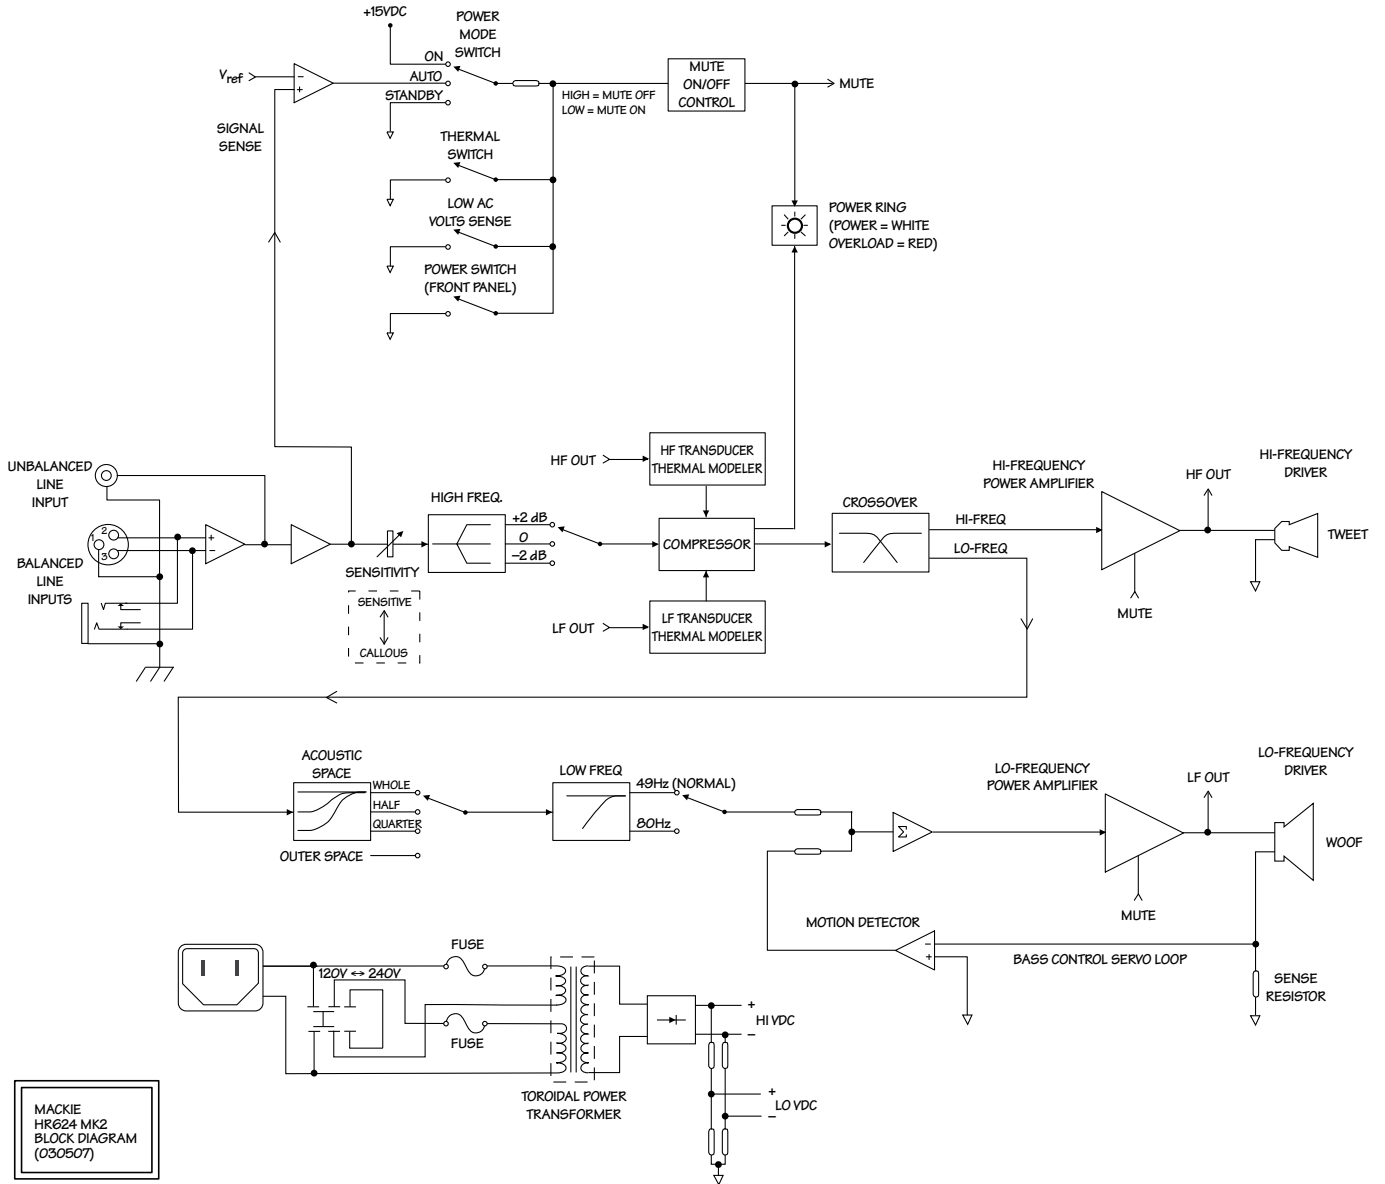 +15VDC
POWER
MODE
SWITCH
ON
AUTO
STANDBY
Vref
−
+
SIGNAL
SENSE
HIGH = MUTE OFF
LOW = MUTE ON
MUTE
ON/OFF
CONTROL
MUTE
THERMAL
SWITCH
LOW AC
VOLTS SENSE
POWER SWITCH
(FRONT PANEL)
POWER RING
(POWER = WHITE
OVERLOAD = RED)
UNBALANCED
LINE
INPUT
BALANCED
LINE
INPUTS
1
2
3
+
−
SENSITIVITY
SENSITIVE
CALLOUS
HIGH FREQ.
+2 dB
0
−2 dB
HF OUT
HF TRANSDUCER
THERMAL MODELER
COMPRESSOR
LF OUT
LF TRANSDUCER
THERMAL MODELER
CROSSOVER
HI-FREQ
LO-FREQ
HI-FREQUENCY
POWER AMPLIFIER
MUTE
HF OUT
HI-FREQUENCY
DRIVER
TWEET
ACOUSTIC
SPACE
WHOLE
HALF
QUARTER
OUTER SPACE
LOW FREQ
49Hz (NORMAL)
80Hz
Σ
LO-FREQUENCY
POWER AMPLIFIER
MUTE
LF OUT
LO-FREQUENCY
DRIVER
WOOF
MOTION DETECTOR
−
+
BASS CONTROL SERVO LOOP
SENSE
RESISTOR
120V ↔ 240V
FUSE
FUSE
TOROIDAL POWER
TRANSFORMER
+
HI VDC
−
+
LO VDC
−
MACKIE
HR624 MK2
BLOCK DIAGRAM
(030507)